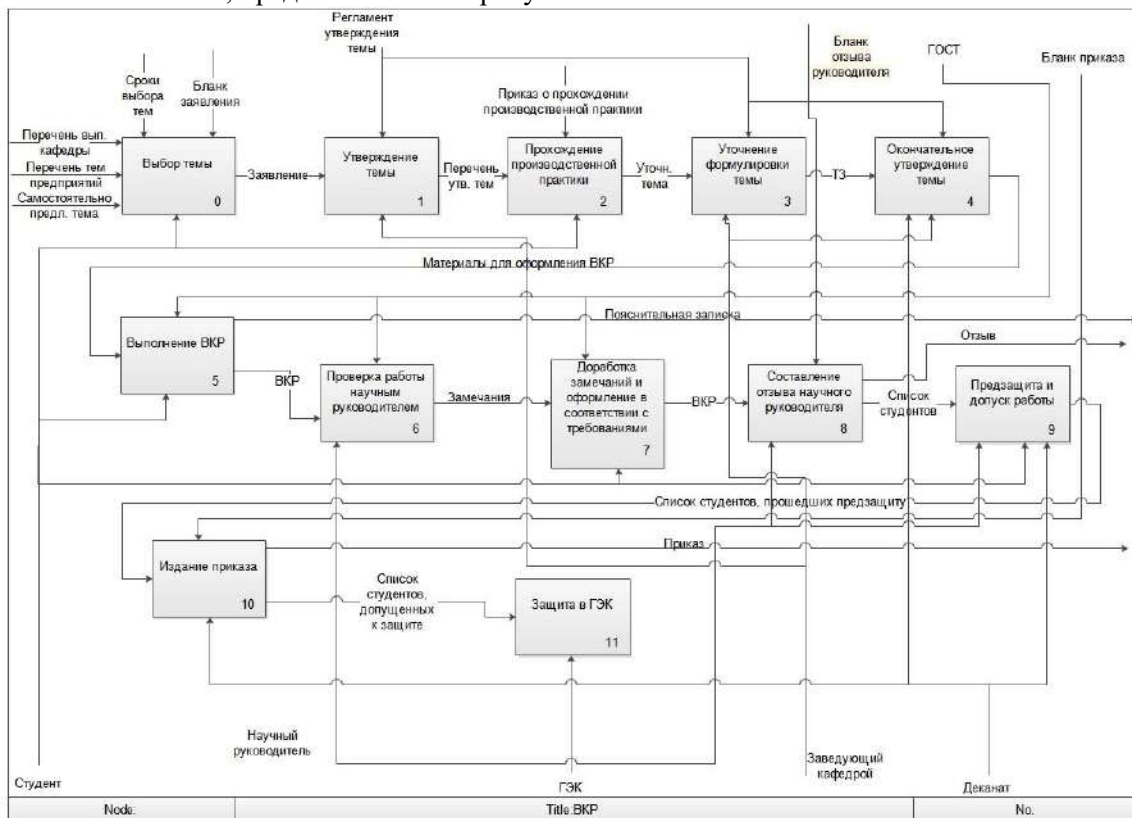 Регламент
утверждения
темы
Сроки
выбора
тем
Бланк
заявления
Приказ о прохождении
производственной практики
Бланк
отзыва
руководителя
ГОСТ
Бланк приказа
Перечень вып.
кафедры
Перечень тем
предприятий
Самостоятельно
предл. тема
Выбор темы
0
Заявление
Утверждение
темы
1
Перечень
утв. тем
Прохождение
производственной
практики
2
Уточн.
тема
Уточнение
формулировки
темы
3
ТЗ
Окончательное
утверждение
темы
4
Материалы для оформления ВКР
Выполнение ВКР
5
Пояснительная записка
ВКР
Проверка работы
научным
руководителем
6
Замечания
Доработка
замечаний и
оформление в
соответствии с
требованиями
7
ВКР
Составление
отзыва научного
руководителя
8
Отзыв
Список
студентов
Предзащита и
допуск работы
9
Список студентов, прошедших предзащиту
Издание приказа
10
Приказ
Список
студентов,
допущенных
к защите
Защита в ГЭК
11
Научный
руководитель
Студент
ГЭК
Заведующий
кафедрой
Деканат
Node:
Title:ВКР
No.